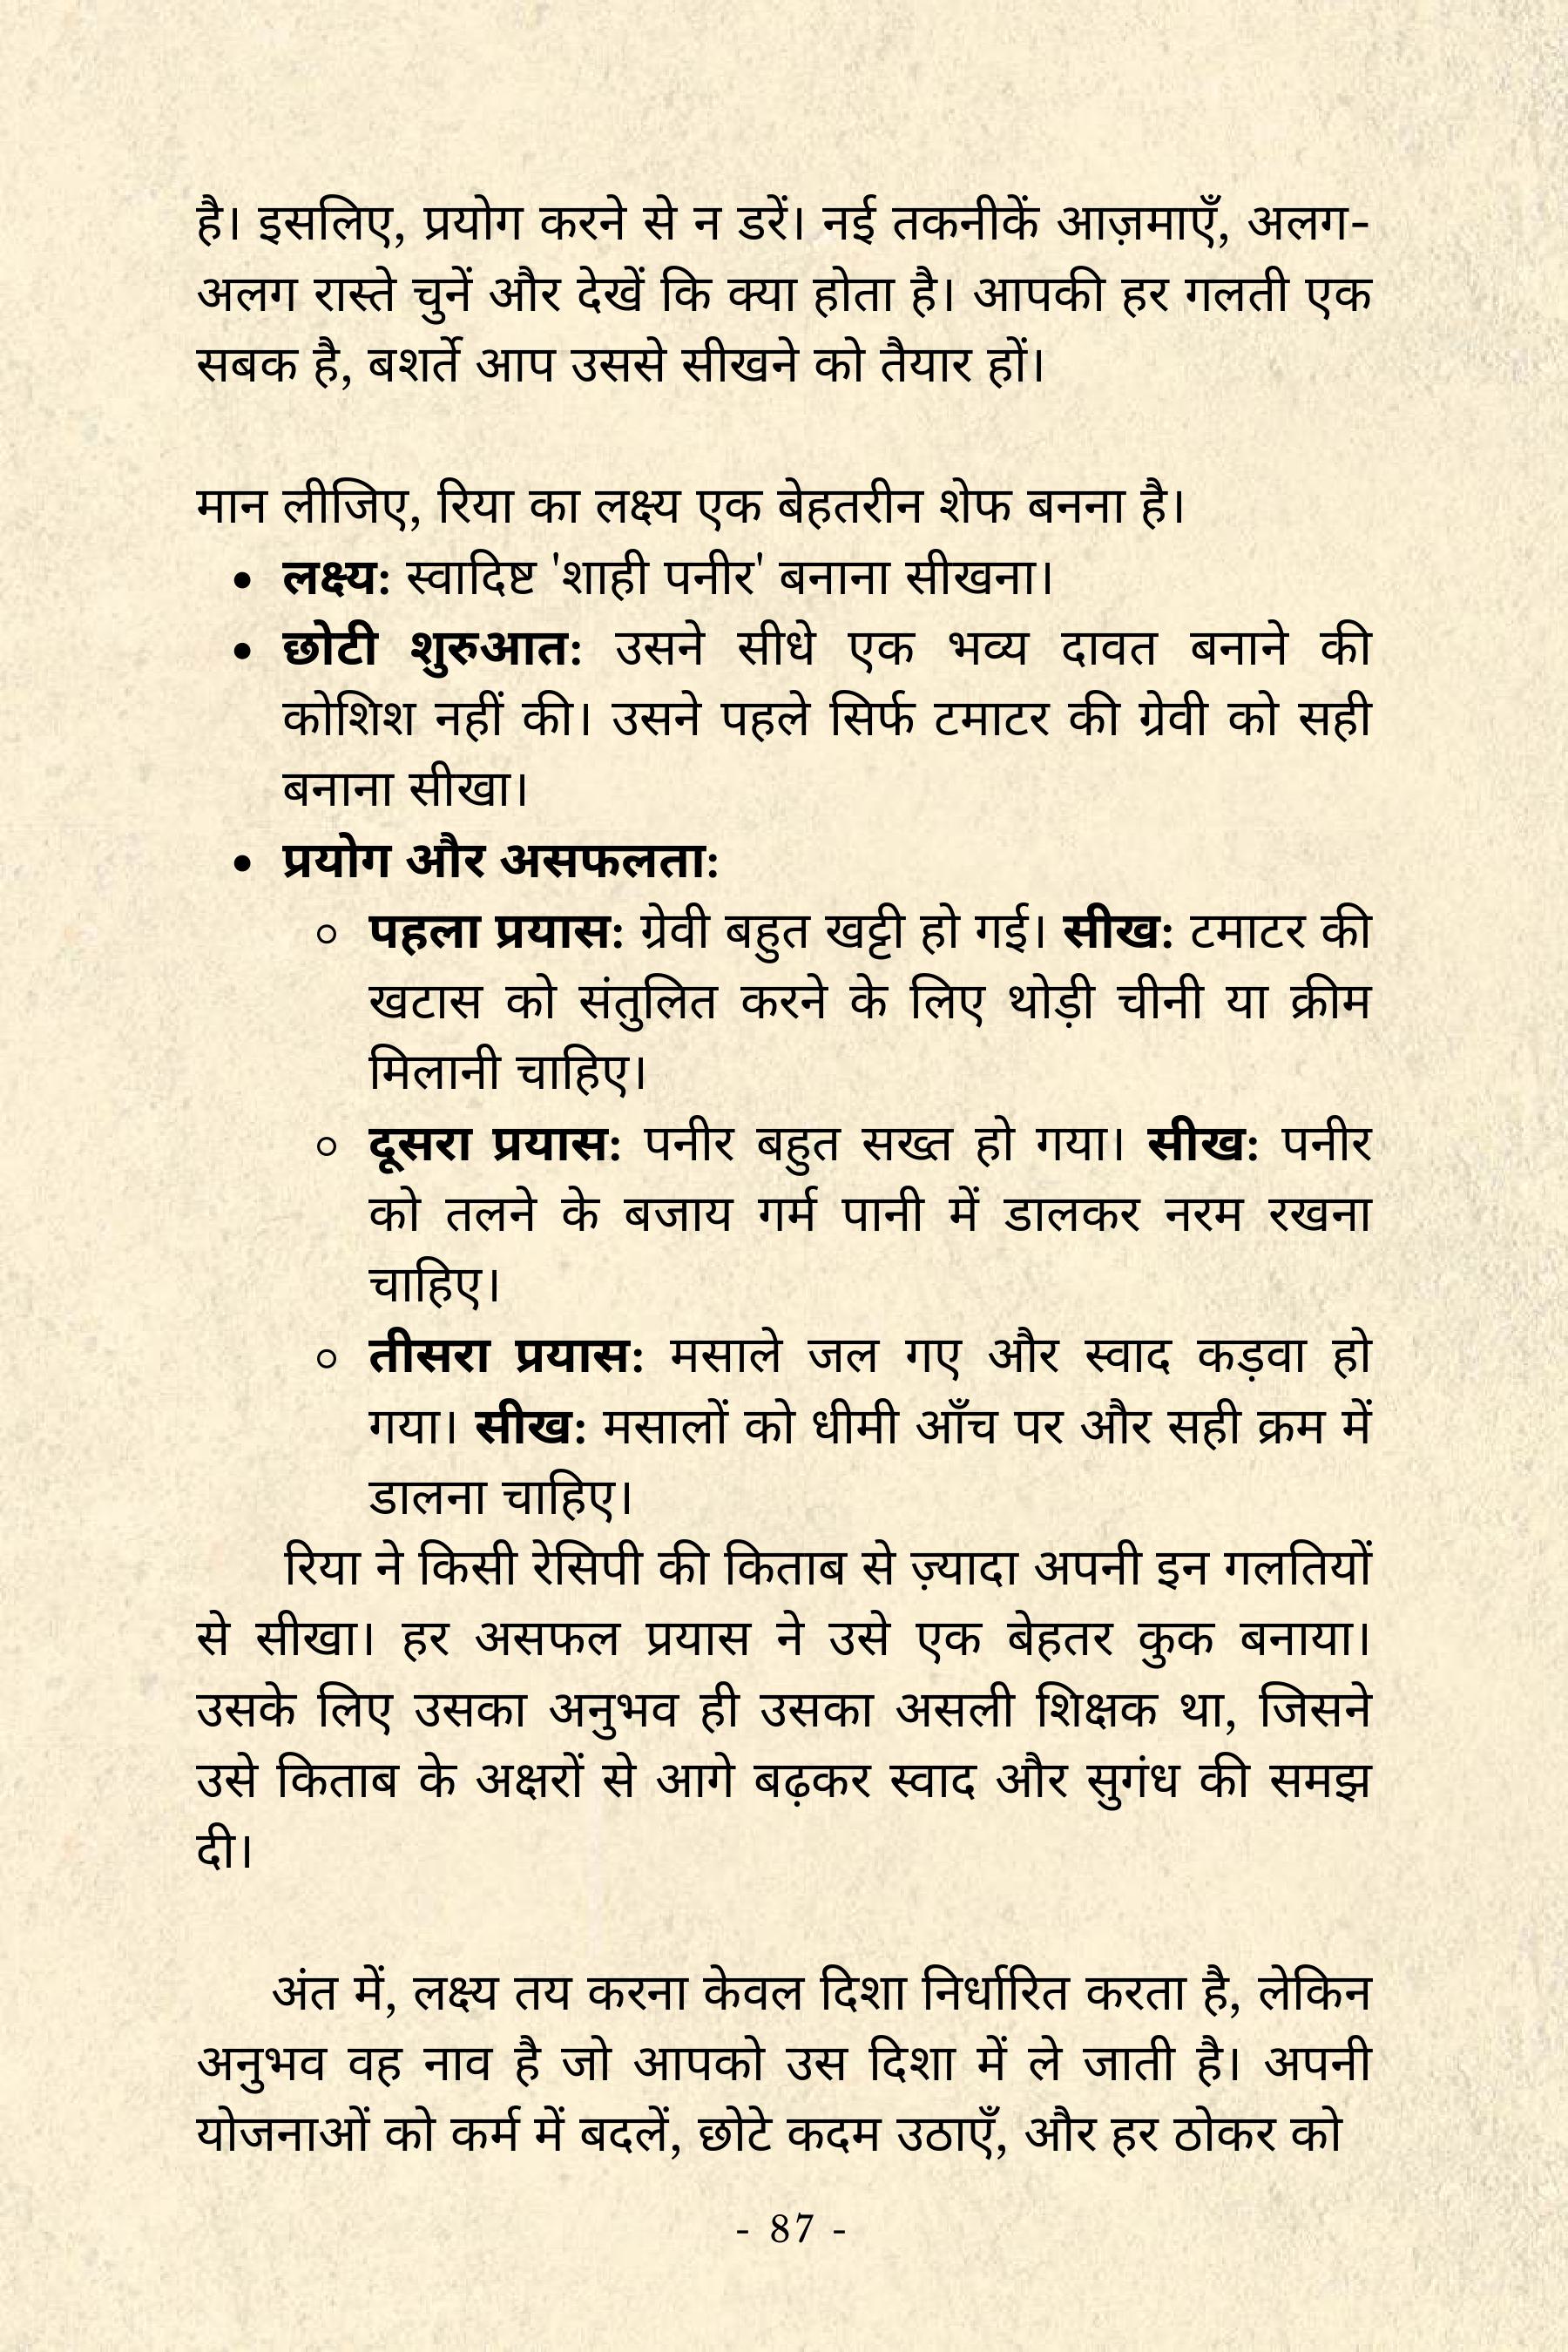 है। इसलिए, प्रयोग करने से न डरें। नई तकनीकें आज़माएँ, अलग-
अलग रास्ते चुनें और देखें कि क्या होता है। आपकी हर गलती एक
सबक है, बशर्ते आप उससे सीखने को तैयार हों।
मान लीजिए, रिया का लक्ष्य एक बेहतरीन शेफ बनना है।
• लक्ष्य: स्वादिष्ट 'शाही पनीर' बनाना सीखना।
• छोटी शुरुआत: उसने सीधे एक भव्य दावत बनाने की
कोशिश नहीं की। उसने पहले सिर्फ टमाटर की ग्रेवी को सही
बनाना सीखा।
• प्रयोग और असफलता:
○ पहला प्रयास: ग्रेवी बहुत खट्टी हो गई। सीख: टमाटर की
खटास को संतुलित करने के लिए थोड़ी चीनी या क्रीम
मिलानी चाहिए।
○ दूसरा प्रयास: पनीर बहुत सख्त हो गया। सीख: पनीर
को तलने के बजाय गर्म पानी में डालकर नरम रखना
चाहिए।
○ तीसरा प्रयास: मसाले जल गए और स्वाद कड़वा हो
गया। सीख: मसालों को धीमी आँच पर और सही क्रम में
डालना चाहिए।
रिया ने किसी रेसिपी की किताब से ज़्यादा अपनी इन गलतियों
से सीखा। हर असफल प्रयास ने उसे एक बेहतर कुक बनाया।
उसके लिए उसका अनुभव ही उसका असली शिक्षक था, जिसने
उसे किताब के अक्षरों से आगे बढ़कर स्वाद और सुगंध की समझ
दी।
अंत में, लक्ष्य तय करना केवल दिशा निर्धारित करता है, लेकिन
अनुभव वह नाव है जो आपको उस दिशा में ले जाती है। अपनी
योजनाओं को कर्म में बदलें, छोटे कदम उठाएँ, और हर ठोकर को
- 87 -